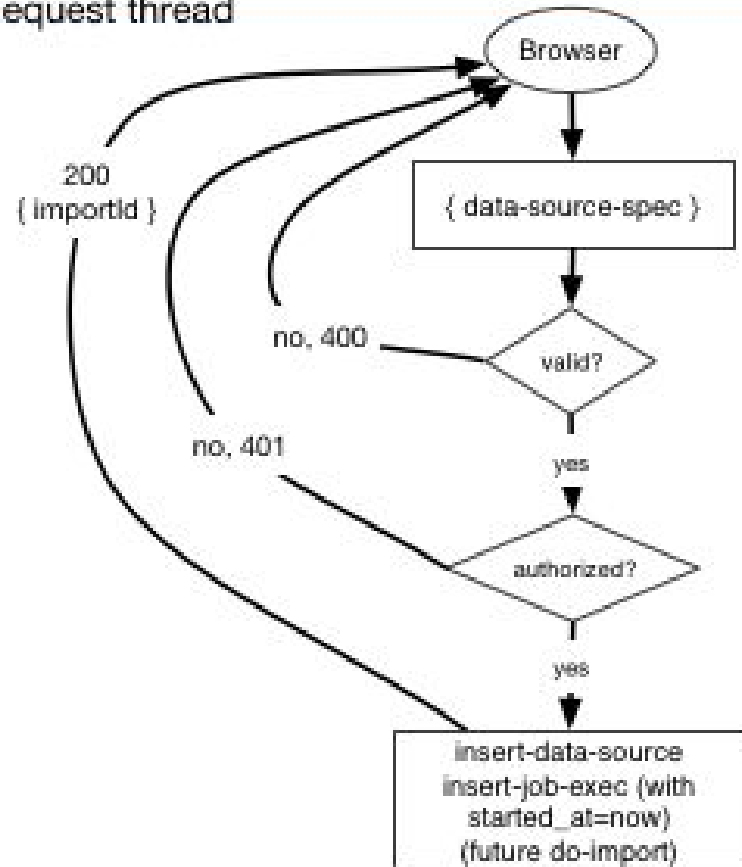 equest thread
Browser
200
{ importId }
{ data-source-spec }
no, 400
valid?
no, 401
yes
authorized?
yes
insert-data-source
insert-job-exec (with
started_at=now)
(future do-import)